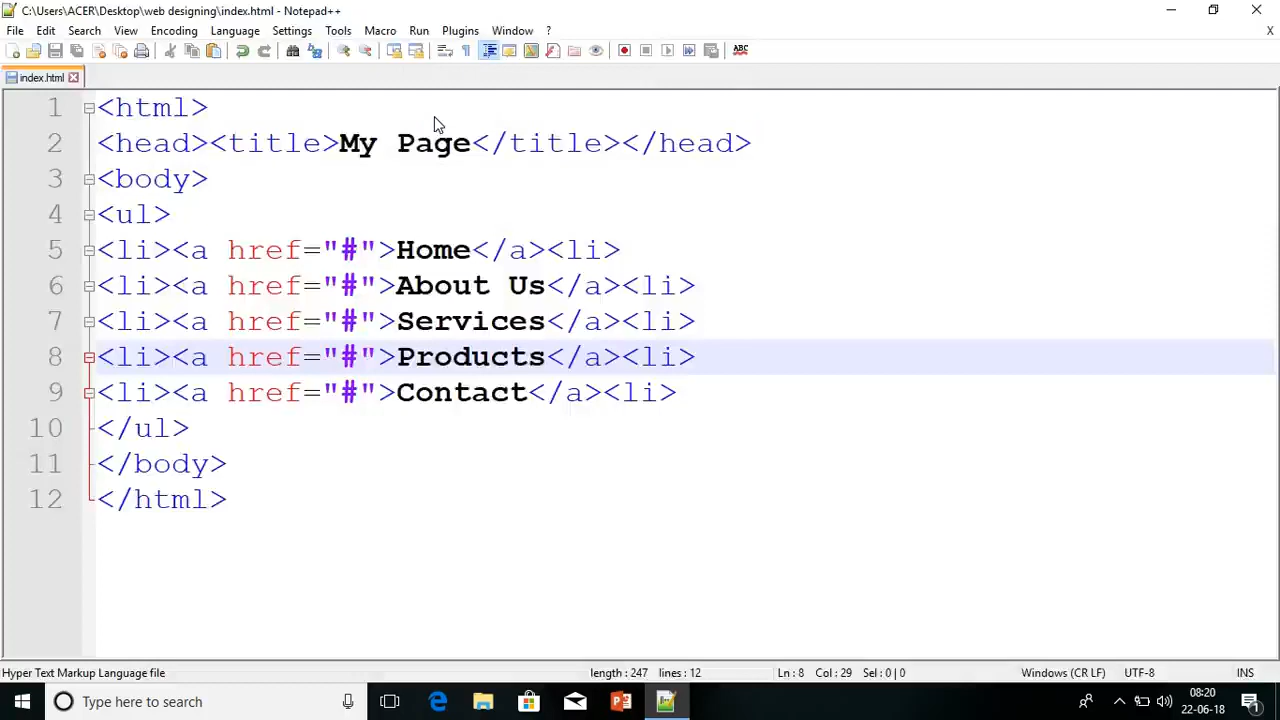 C:\Users\ACER\Desktop\web designing\index.html - Notepad++
File Edit Search View Encoding Language Settings Tools Macro Run Plugins Window ? X
ABC
index.html
1 <html>
2 <head><title>My Page</title></head>
3 <body>
4 <ul>
5 <li><a href="#">Home</a><li>
6 <li><a href="#">About Us</a><li>
7 <li><a href="#">Services</a><li>
8 <li><a href="#">Products</a><li>
9 <li><a href="#">Contact</a><li>
10 </ul>
11 </body>
12 </html>
Hyper Text Markup Language file length : 247 lines : 12 Ln : 8 Col : 29 Sel : 0 | 0 Windows (CR LF) UTF-8 INS
Type here to search
08:20
22-06-18
1